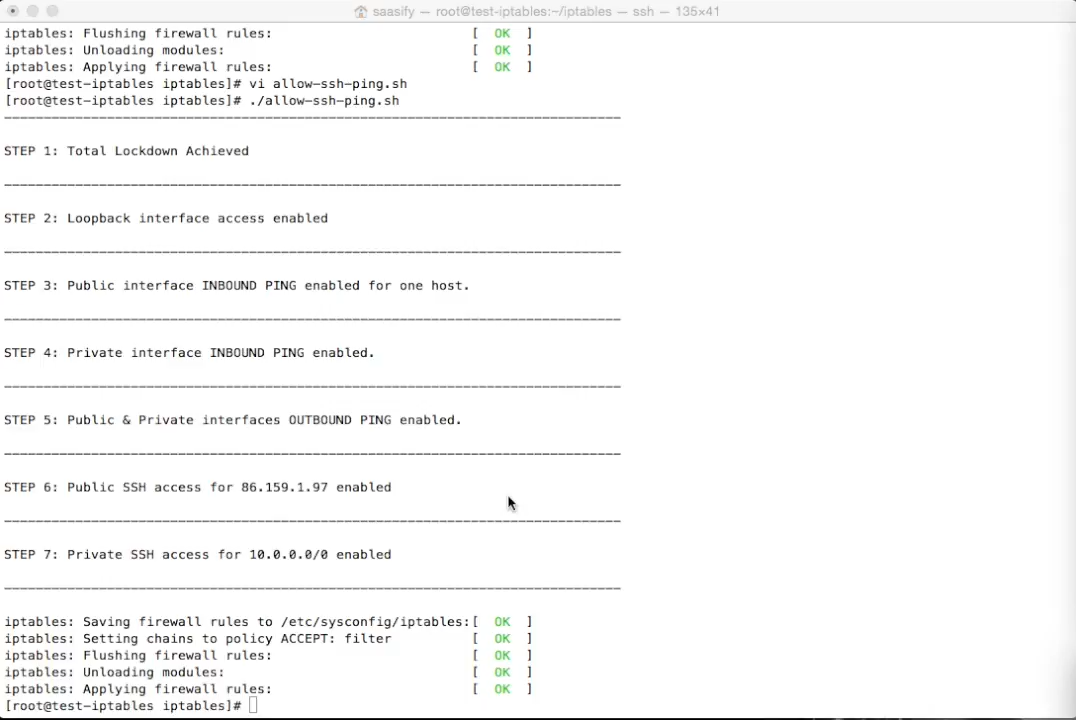 saasify — root@test-iptables:~/iptables — ssh — 135×41
iptables: Flushing firewall rules: [ OK ]
iptables: Unloading modules: [ OK ]
iptables: Applying firewall rules: [ OK ]
[root@test-iptables iptables]# vi allow-ssh-ping.sh
[root@test-iptables iptables]# ./allow-ssh-ping.sh
STEP 1: Total Lockdown Achieved
STEP 2: Loopback interface access enabled
STEP 3: Public interface INBOUND PING enabled for one host.
STEP 4: Private interface INBOUND PING enabled.
STEP 5: Public & Private interfaces OUTBOUND PING enabled.
STEP 6: Public SSH access for 86.159.1.97 enabled
STEP 7: Private SSH access for 10.0.0.0/0 enabled
iptables: Saving firewall rules to /etc/sysconfig/iptables:[ OK ]
iptables: Setting chains to policy ACCEPT: filter [ OK ]
iptables: Flushing firewall rules: [ OK ]
iptables: Unloading modules: [ OK ]
iptables: Applying firewall rules: [ OK ]
[root@test-iptables iptables]#